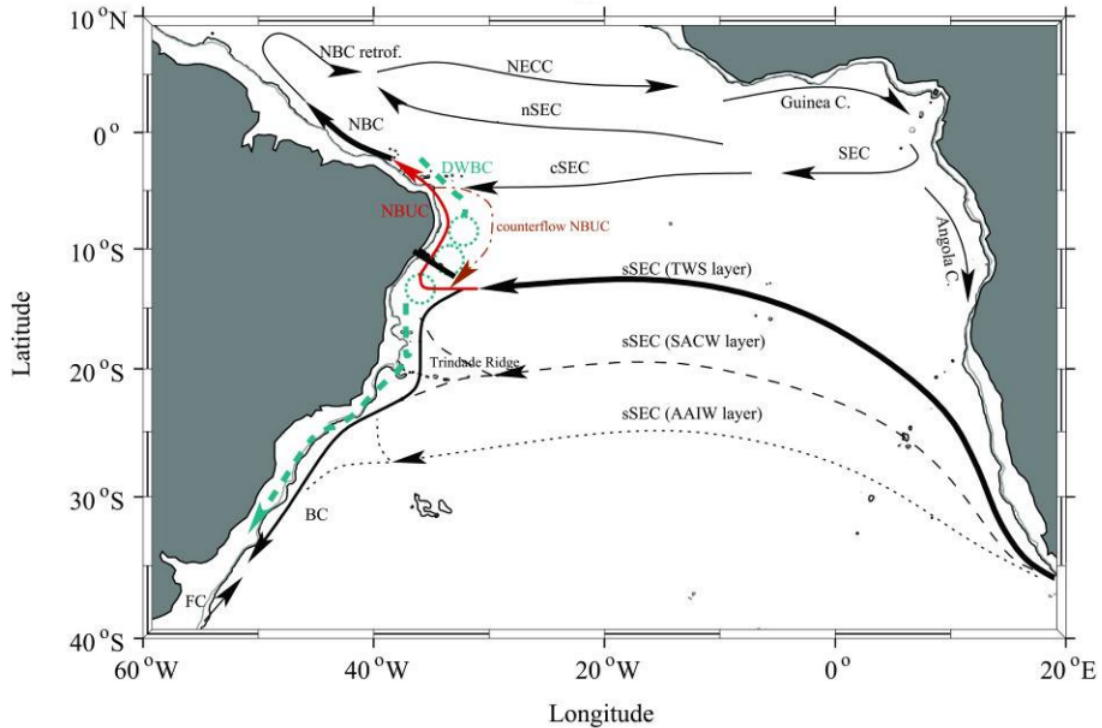 10 °N
0 °
10 °S
20 °S
30 °S
40 °S
Latitude
NBC retrof.
NECC
Guinea C.
nSEC
NBC
SEC
cSEC
DWBC
NBUC
counterflow NBUC
Angola C.
sSEC (TWS layer)
sSEC (SACW layer)
Trindade Ridge
sSEC (AAIW layer)
BC
FC
60 °W
40 °W
20 °W
0 °
20 °E
Longitude